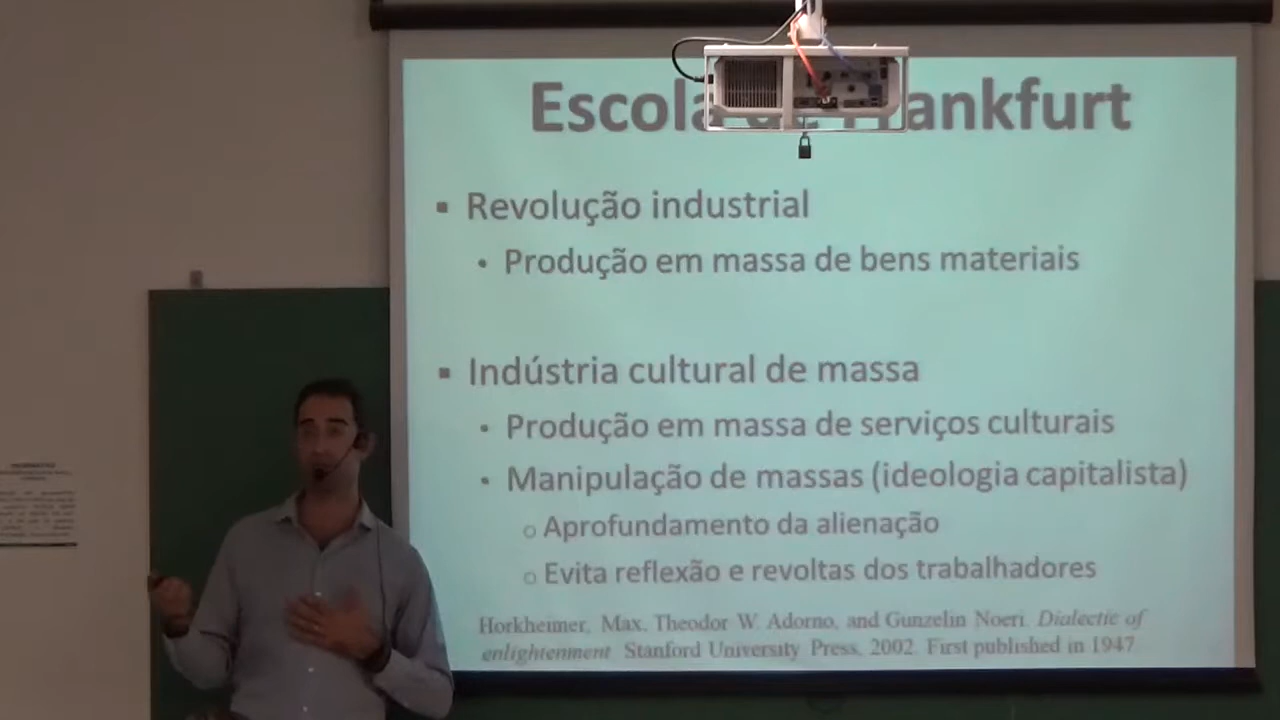 Escola de Frankfurt
▪ Revolução industrial
• Produção em massa de bens materiais
▪ Indústria cultural de massa
• Produção em massa de serviços culturais
• Manipulação de massas (ideologia capitalista)
o Aprofundamento da alienação
o Evita reflexão e revoltas dos trabalhadores
Horkheimer, Max, Theodor W. Adorno, and Gunzelin Noeri. Dialectic of
enlightenment. Stanford University Press, 2002. First published in 1947.